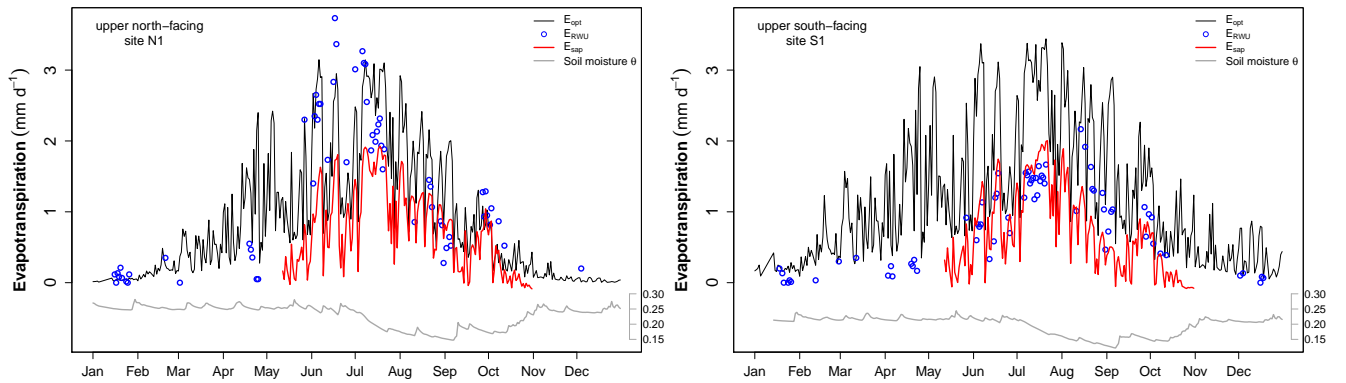 upper north−facing
site N1
E_opt
E_RWU
E_sap
Soil moisture θ
Evapotranspiration (mm d⁻¹)
3
2
1
0
0.30
0.25
0.20
0.15
Jan Feb Mar Apr May Jun Jul Aug Sep Oct Nov Dec
upper south−facing
site S1
E_opt
E_RWU
E_sap
Soil moisture θ
Evapotranspiration (mm d⁻¹)
3
2
1
0
0.30
0.25
0.20
0.15
Jan Feb Mar Apr May Jun Jul Aug Sep Oct Nov Dec